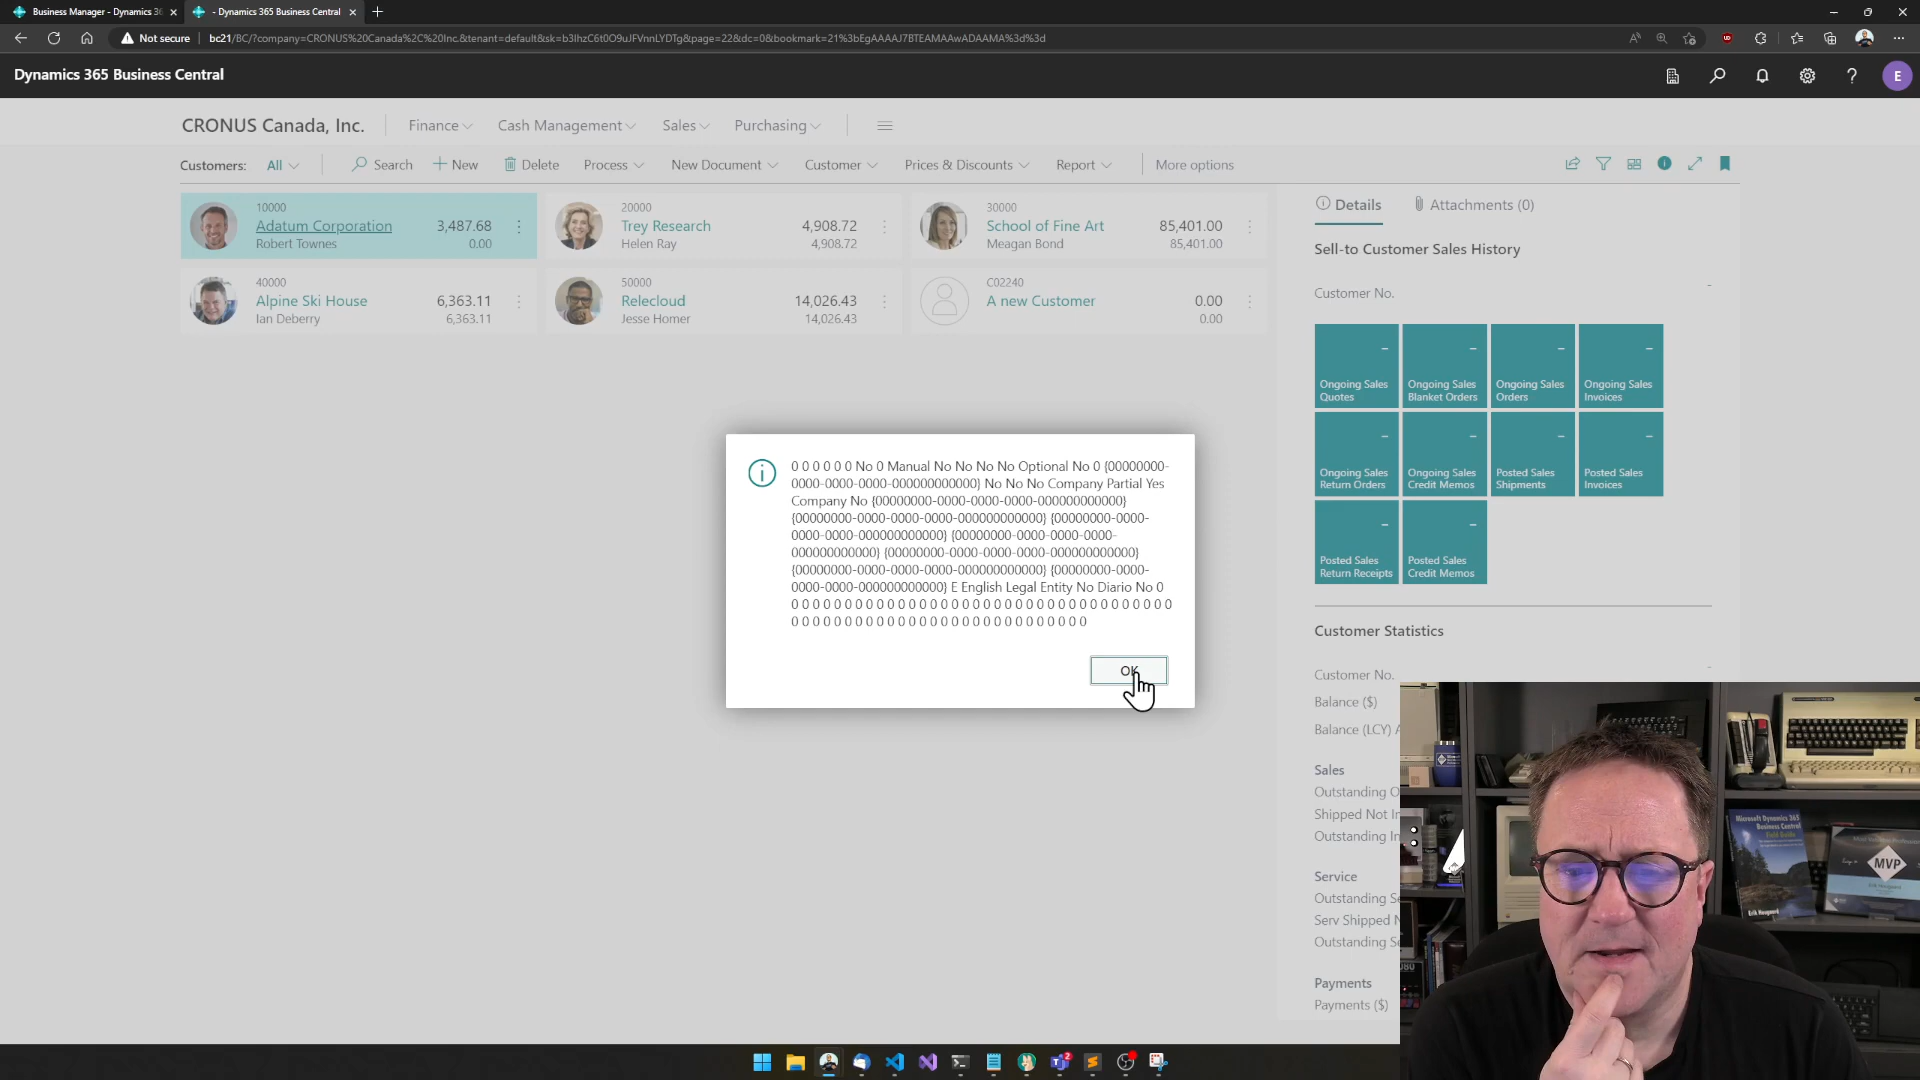 Business Manager - Dynamics 36
- Dynamics 365 Business Central
Not secure
bc21/BC/?company=CRONUS%20Canada%2C%20Inc.&tenant=default&sk=b3lhzC6t0O9uJFVnnLYDTg&page=22&dc=0&bookmark=21%3bEgAAAAJ7BTEAMAAwADAAMA%3d%3d
Dynamics 365 Business Central
E
CRONUS Canada, Inc.
Finance
Cash Management
Sales
Purchasing
Customers:
All
Search
New
Delete
Process
New Document
Customer
Prices & Discounts
Report
More options
10000
Adatum Corporation
3,487.68
Robert Townes
0.00
20000
Trey Research
4,908.72
Helen Ray
4,908.72
30000
School of Fine Art
85,401.00
Meagan Bond
85,401.00
40000
Alpine Ski House
6,363.11
Ian Deberry
6,363.11
50000
Relecloud
14,026.43
Jesse Homer
14,026.43
C02240
A new Customer
0.00
0.00
Details
Attachments (0)
Sell-to Customer Sales History
Customer No.
Ongoing Sales
Quotes
Ongoing Sales
Blanket Orders
Ongoing Sales
Orders
Ongoing Sales
Invoices
Ongoing Sales
Return Orders
Ongoing Sales
Credit Memos
Posted Sales
Shipments
Posted Sales
Invoices
Posted Sales
Return Receipts
Posted Sales
Credit Memos
Customer Statistics
Customer No.
Balance ($)
Balance (LCY) A
Sales
Outstanding O
Shipped Not In
Outstanding In
Service
Outstanding Se
Serv Shipped N
Outstanding Se
Payments
Payments ($)
0 0 0 0 0 0 No 0 Manual No No No No Optional No 0 {00000000-
0000-0000-0000-000000000000} No No No Company Partial Yes
Company No {00000000-0000-0000-0000-000000000000}
{00000000-0000-0000-0000-000000000000} {00000000-0000-
0000-0000-000000000000} {00000000-0000-0000-0000-
000000000000} {00000000-0000-0000-0000-000000000000}
{00000000-0000-0000-0000-000000000000} {00000000-0000-
0000-0000-000000000000} E English Legal Entity No Diario No 0
0 0 0 0 0 0 0 0 0 0 0 0 0 0 0 0 0 0 0 0 0 0 0 0 0 0 0 0 0 0 0 0 0 0 0 0
0 0 0 0 0 0 0 0 0 0 0 0 0 0 0 0 0 0 0 0 0 0 0 0 0 0 0 0
OK
Microsoft Dynamics 365
Business Central
Field Guide
Erik Hougaard
MVP
2